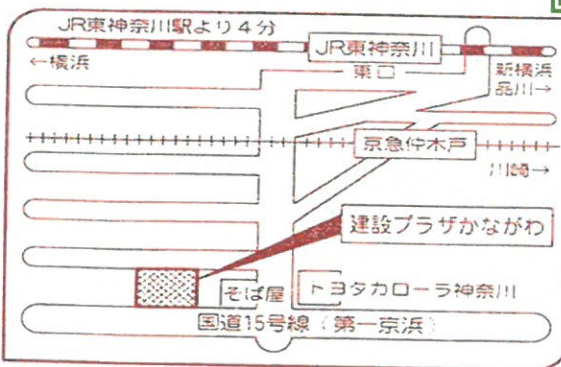 JR東神奈川駅より4分
JR東神奈川
←横浜
東口
新横浜
品川→
京急仲木戸
川崎→
建設プラザかながわ
そば屋
トヨタカローラ神奈川
国道15号線(第一京浜)